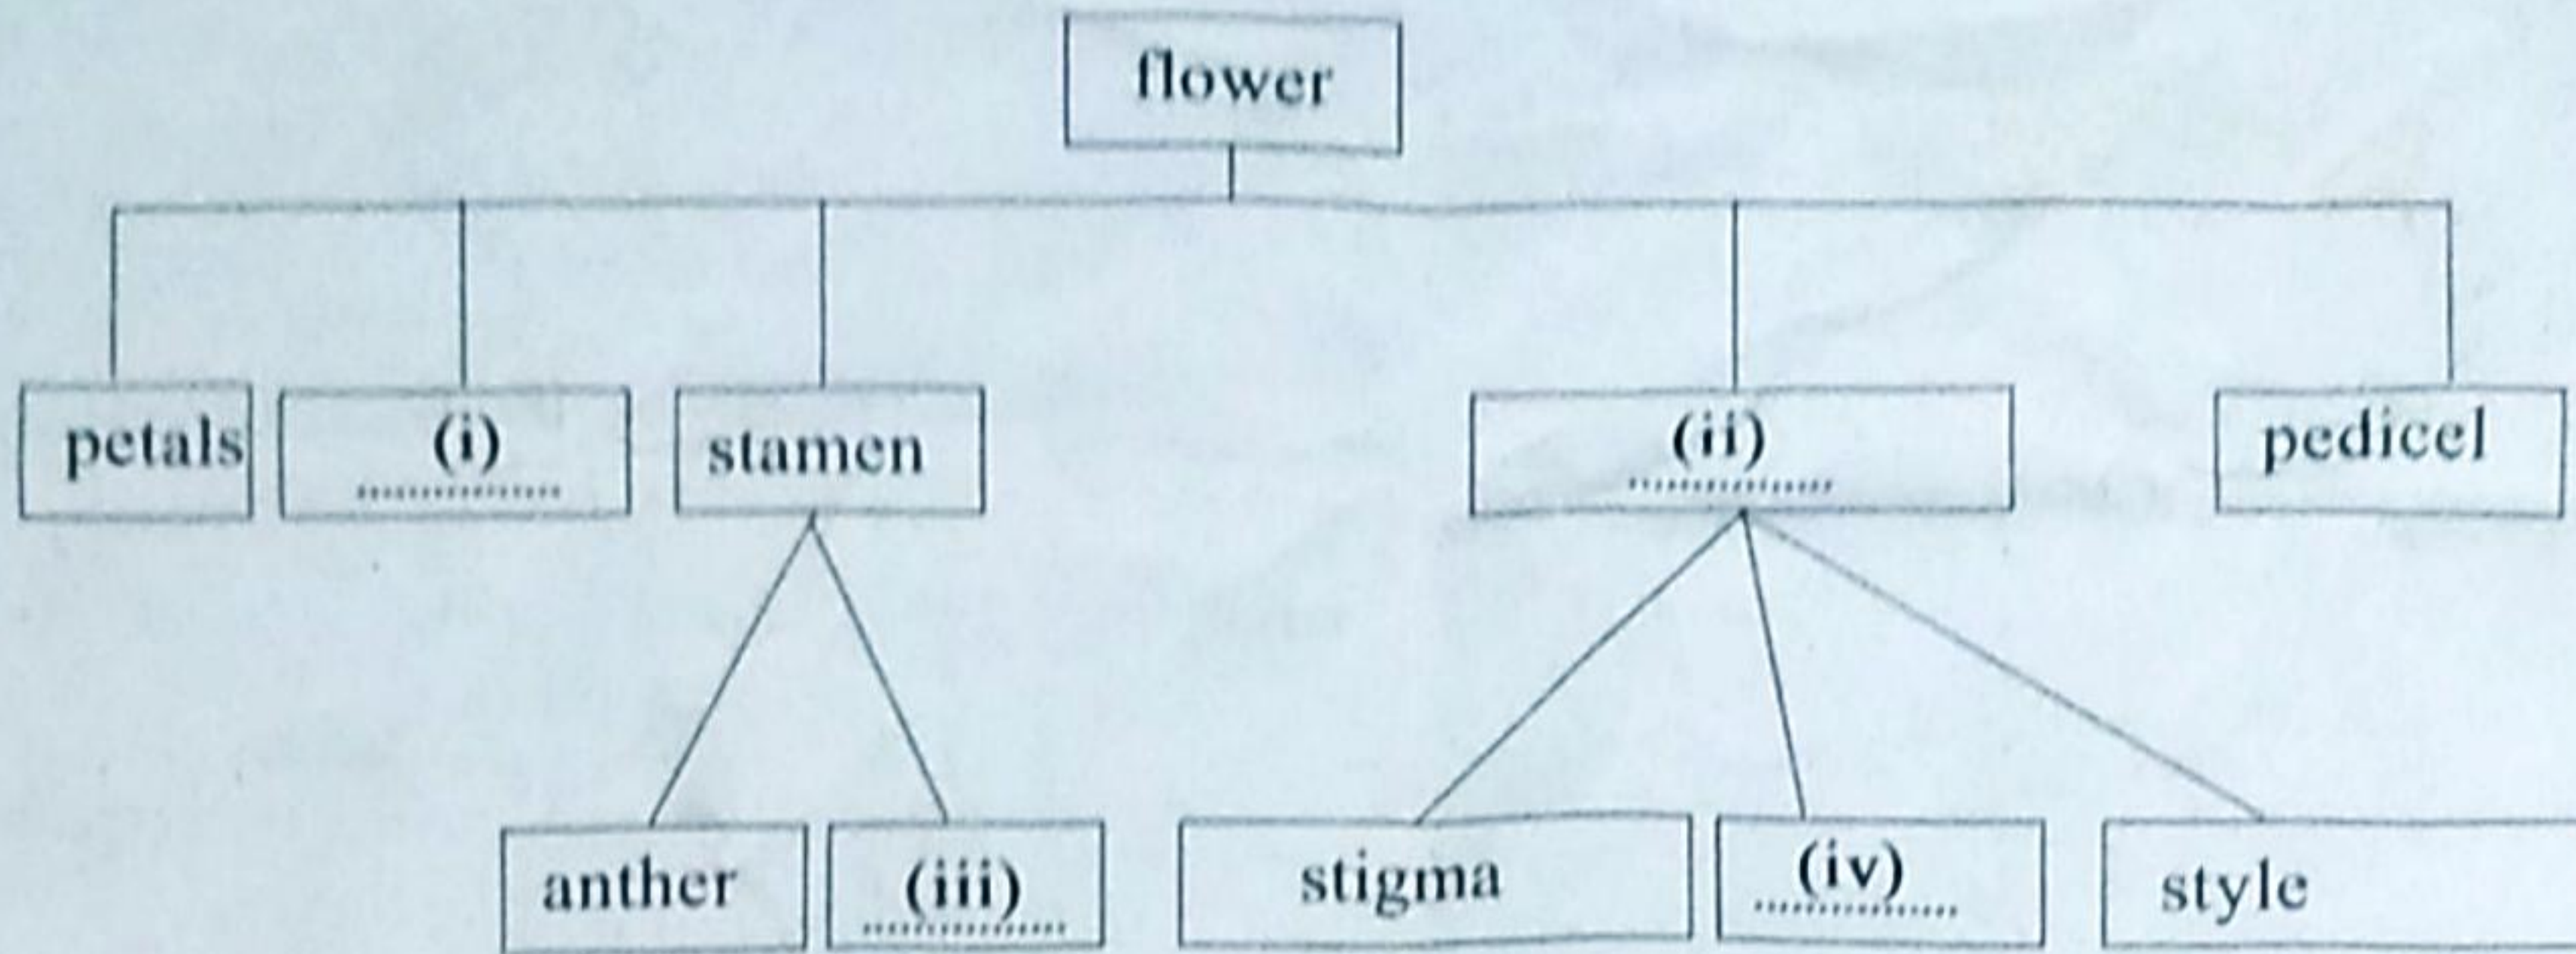 flower
petals
(i)
stamen
(ii)
pedicel
anther
(iii)
stigma
(iv)
style